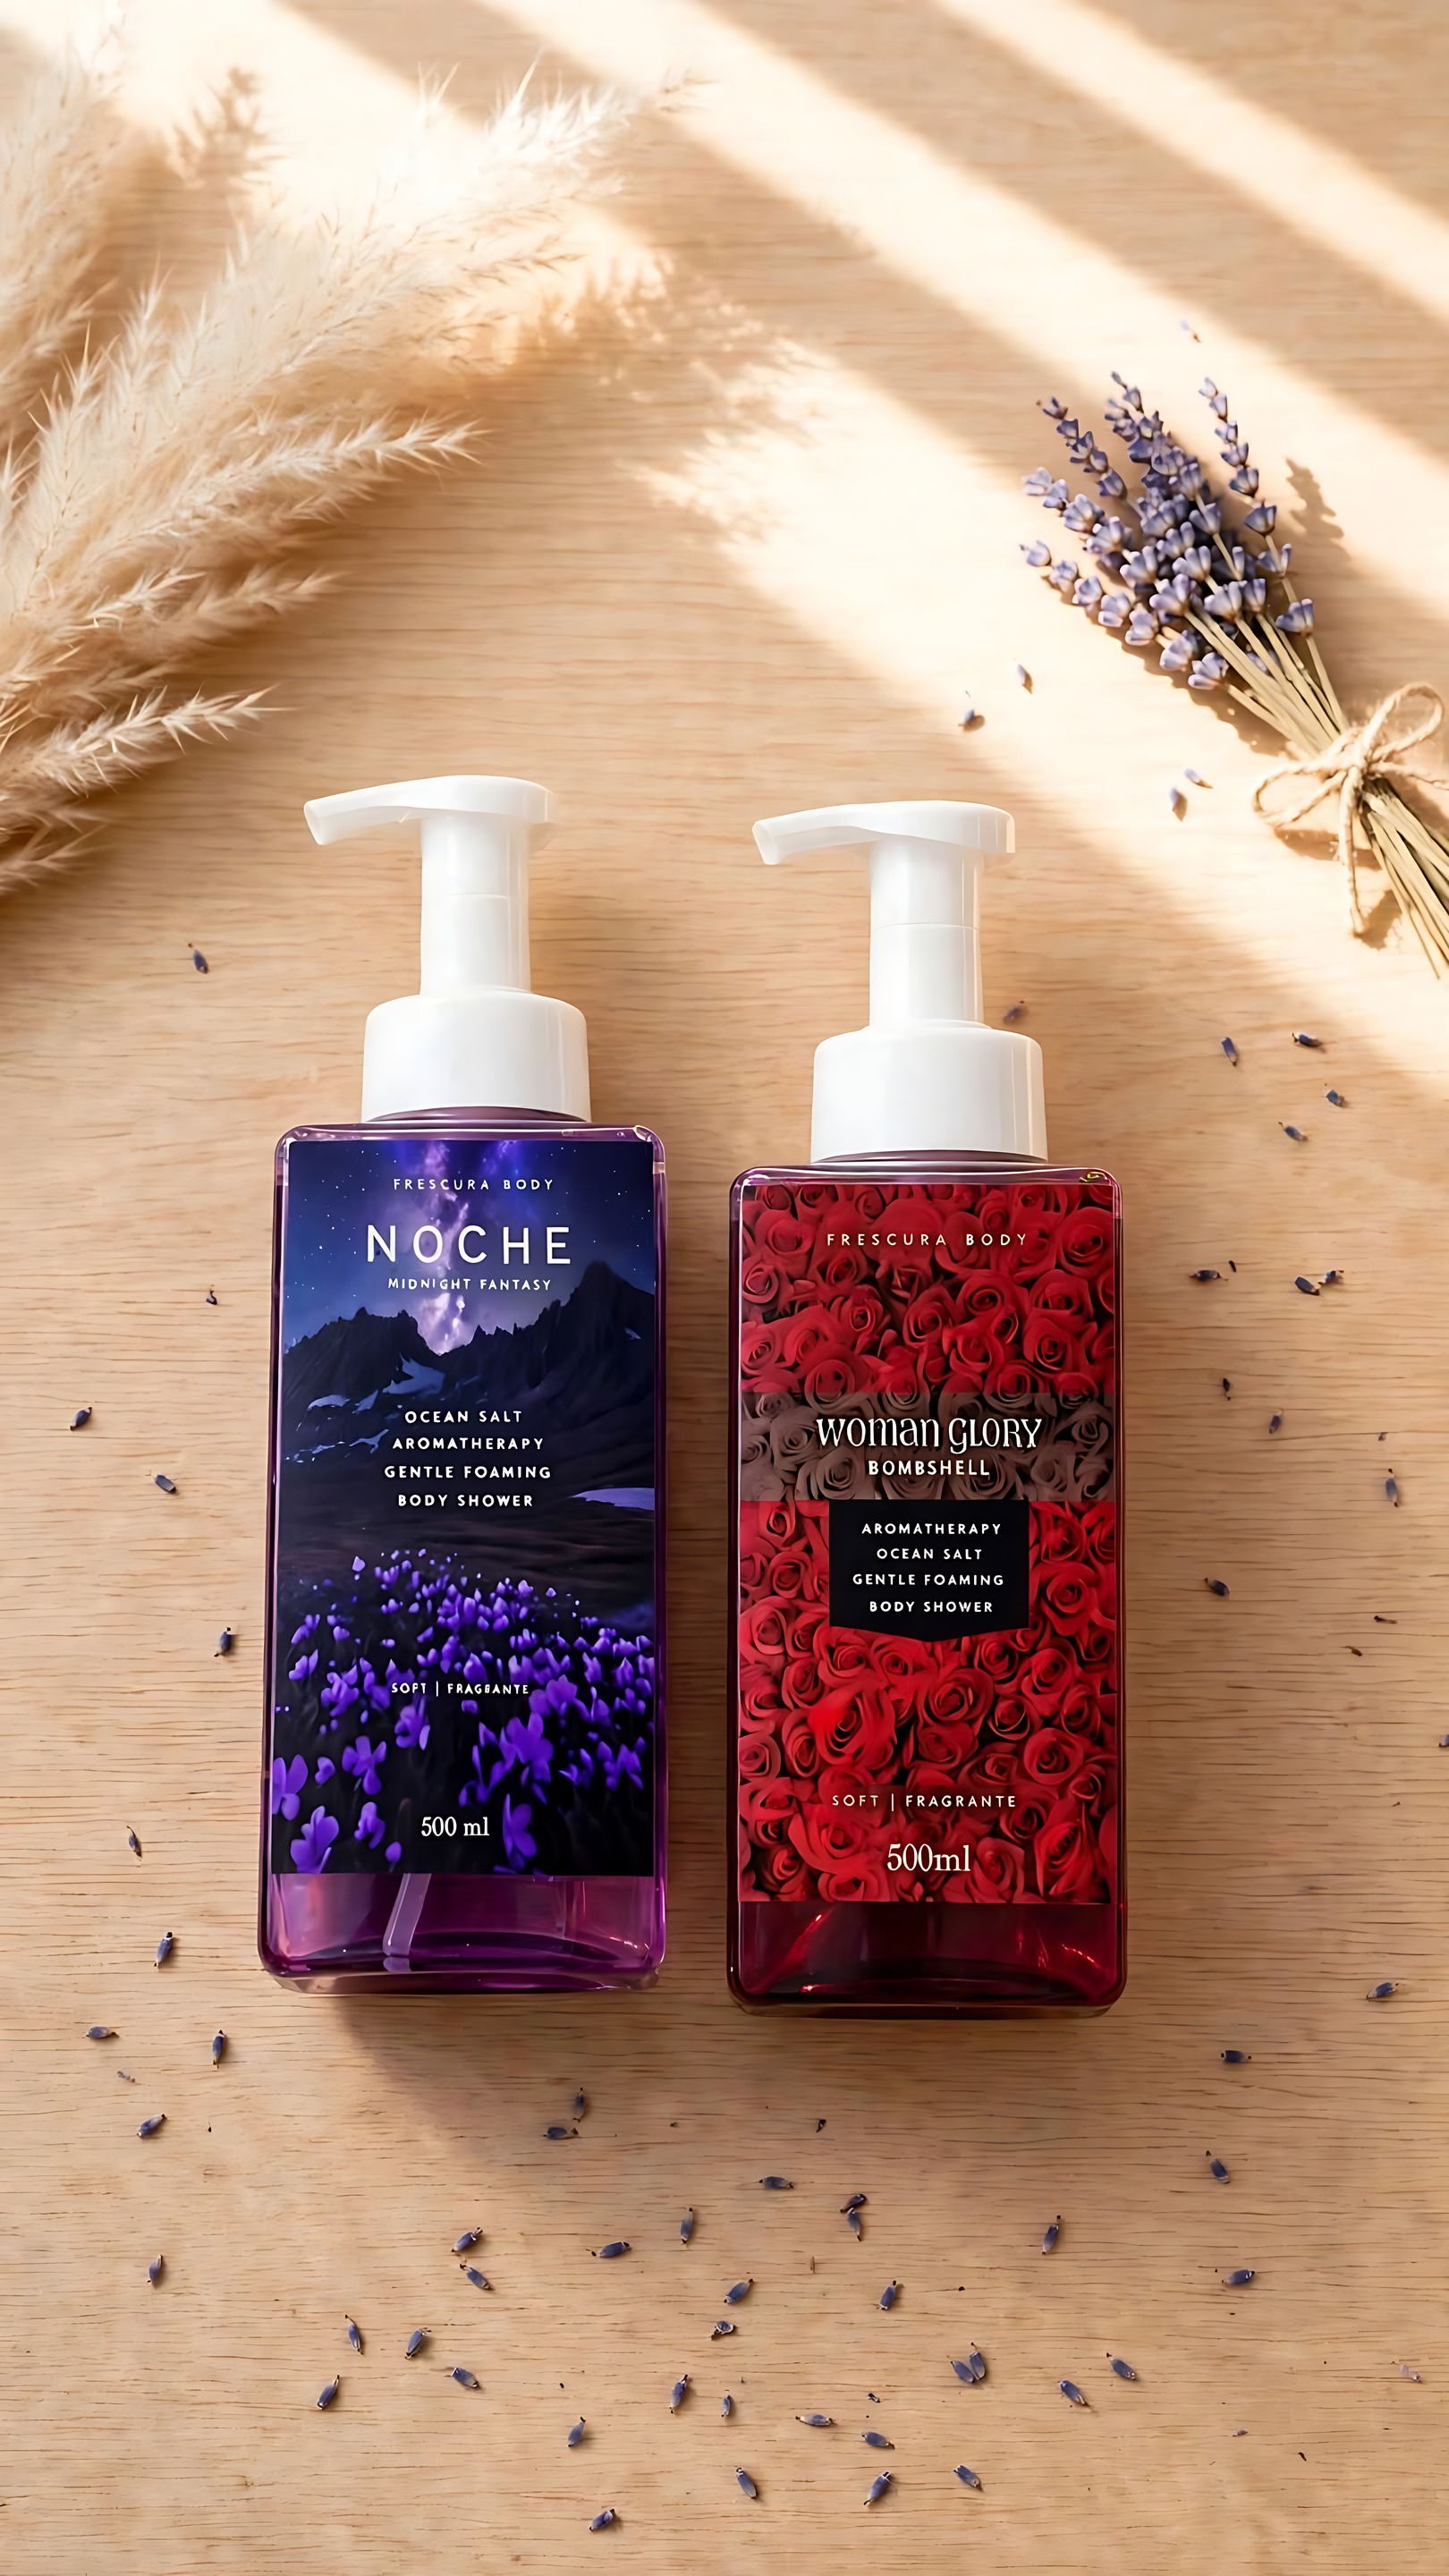 FRESCURA BODY
NOCHE
MIDNIGHT FANTASY
OCEAN SALT
AROMATHERAPY
GENTLE FOAMING
BODY SHOWER
SOFT | FRAGRANTE
500 ml
FRESCURA BODY
WOMAN GLORY
BOMBSHELL
AROMATHERAPY
OCEAN SALT
GENTLE FOAMING
BODY SHOWER
SOFT | FRAGRANTE
500ml